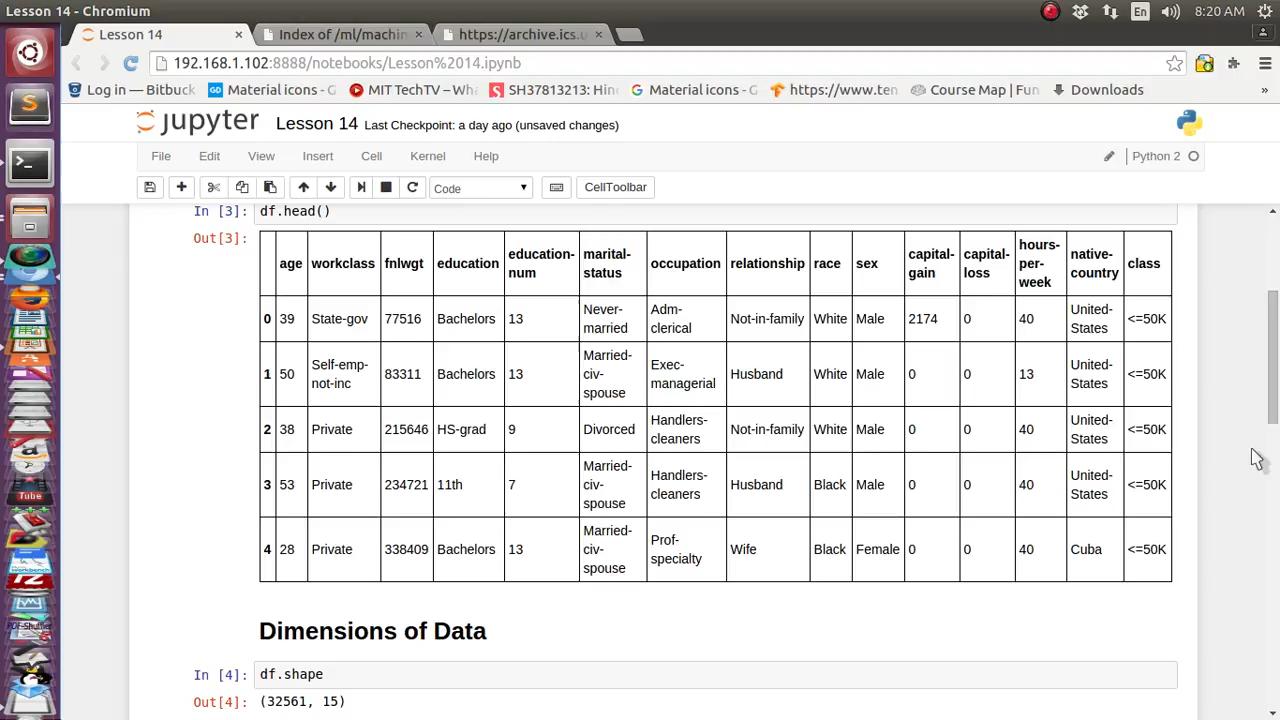 Lesson 14 - Chromium
En
8:20 AM
Lesson 14 ×
Index of /ml/machin ×
https://archive.ics.u ×
192.168.1.102:8888/notebooks/Lesson%2014.ipynb
Log in — Bitbuck
Material icons - G
MIT TechTV – Wha
SH37813213: Hin
Material icons - G
https://www.ten
Course Map | Fun
Downloads
»
jupyter
Lesson 14 Last Checkpoint: a day ago (unsaved changes)
File Edit View Insert Cell Kernel Help
Python 2
Code
CellToolbar
In [3]: df.head()
Out[3]:
age workclass fnlwgt education education-num marital-status occupation relationship race sex capital-gain capital-loss hours-per-week native-country class
0 39 State-gov 77516 Bachelors 13 Never-married Adm-clerical Not-in-family White Male 2174 0 40 United-States <=50K
1 50 Self-emp-not-inc 83311 Bachelors 13 Married-civ-spouse Exec-managerial Husband White Male 0 0 13 United-States <=50K
2 38 Private 215646 HS-grad 9 Divorced Handlers-cleaners Not-in-family White Male 0 0 40 United-States <=50K
3 53 Private 234721 11th 7 Married-civ-spouse Handlers-cleaners Husband Black Male 0 0 40 United-States <=50K
4 28 Private 338409 Bachelors 13 Married-civ-spouse Prof-specialty Wife Black Female 0 0 40 Cuba <=50K
Dimensions of Data
In [4]: df.shape
Out[4]: (32561, 15)
Tube